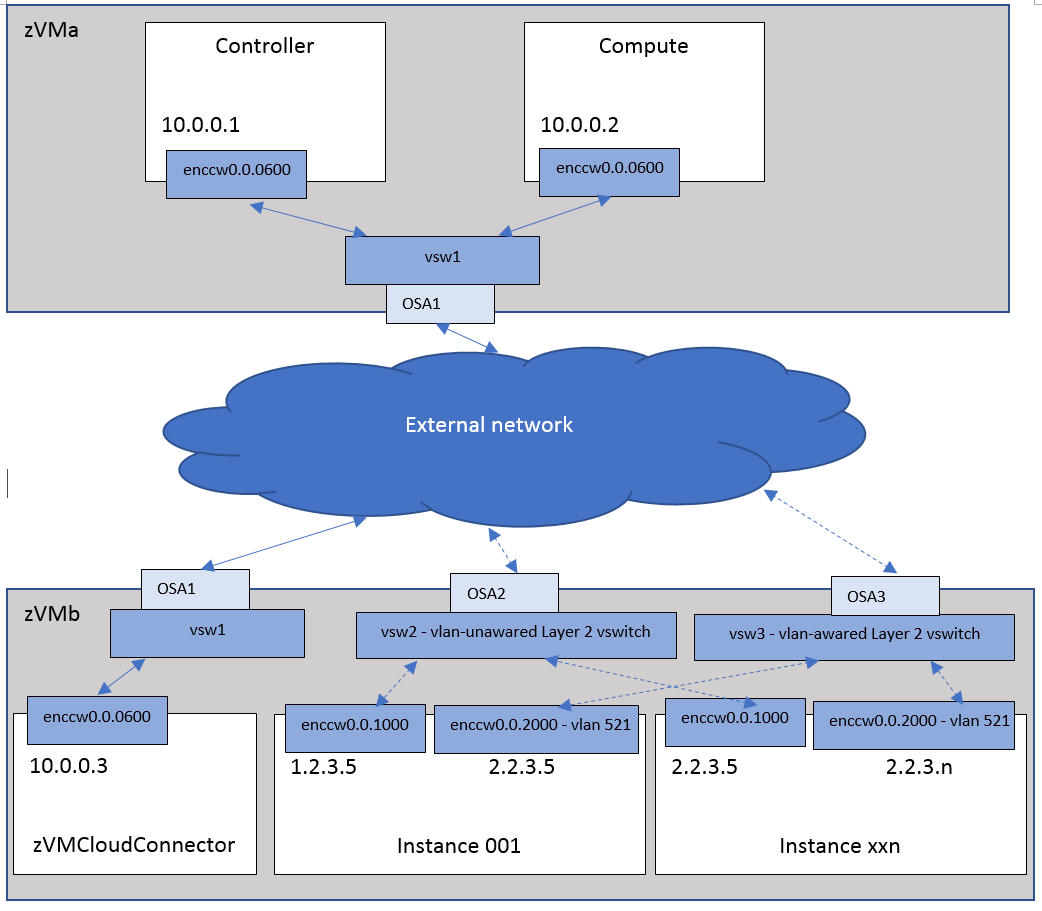 zVMa
Controller
Compute
10.0.0.1
10.0.0.2
enccw0.0.0600
enccw0.0.0600
vsw1
OSA1
External network
zVMb
OSA1
OSA2
OSA3
vsw1
vsw2 - vlan-unawared Layer 2 vswitch
vsw3 - vlan-awared Layer 2 vswitch
enccw0.0.0600
enccw0.0.1000
enccw0.0.2000 - vlan 521
enccw0.0.1000
enccw0.0.2000 - vlan 521
10.0.0.3
1.2.3.5
2.2.3.5
2.2.3.5
2.2.3.n
zVMCloudConnector
Instance 001
Instance xxn